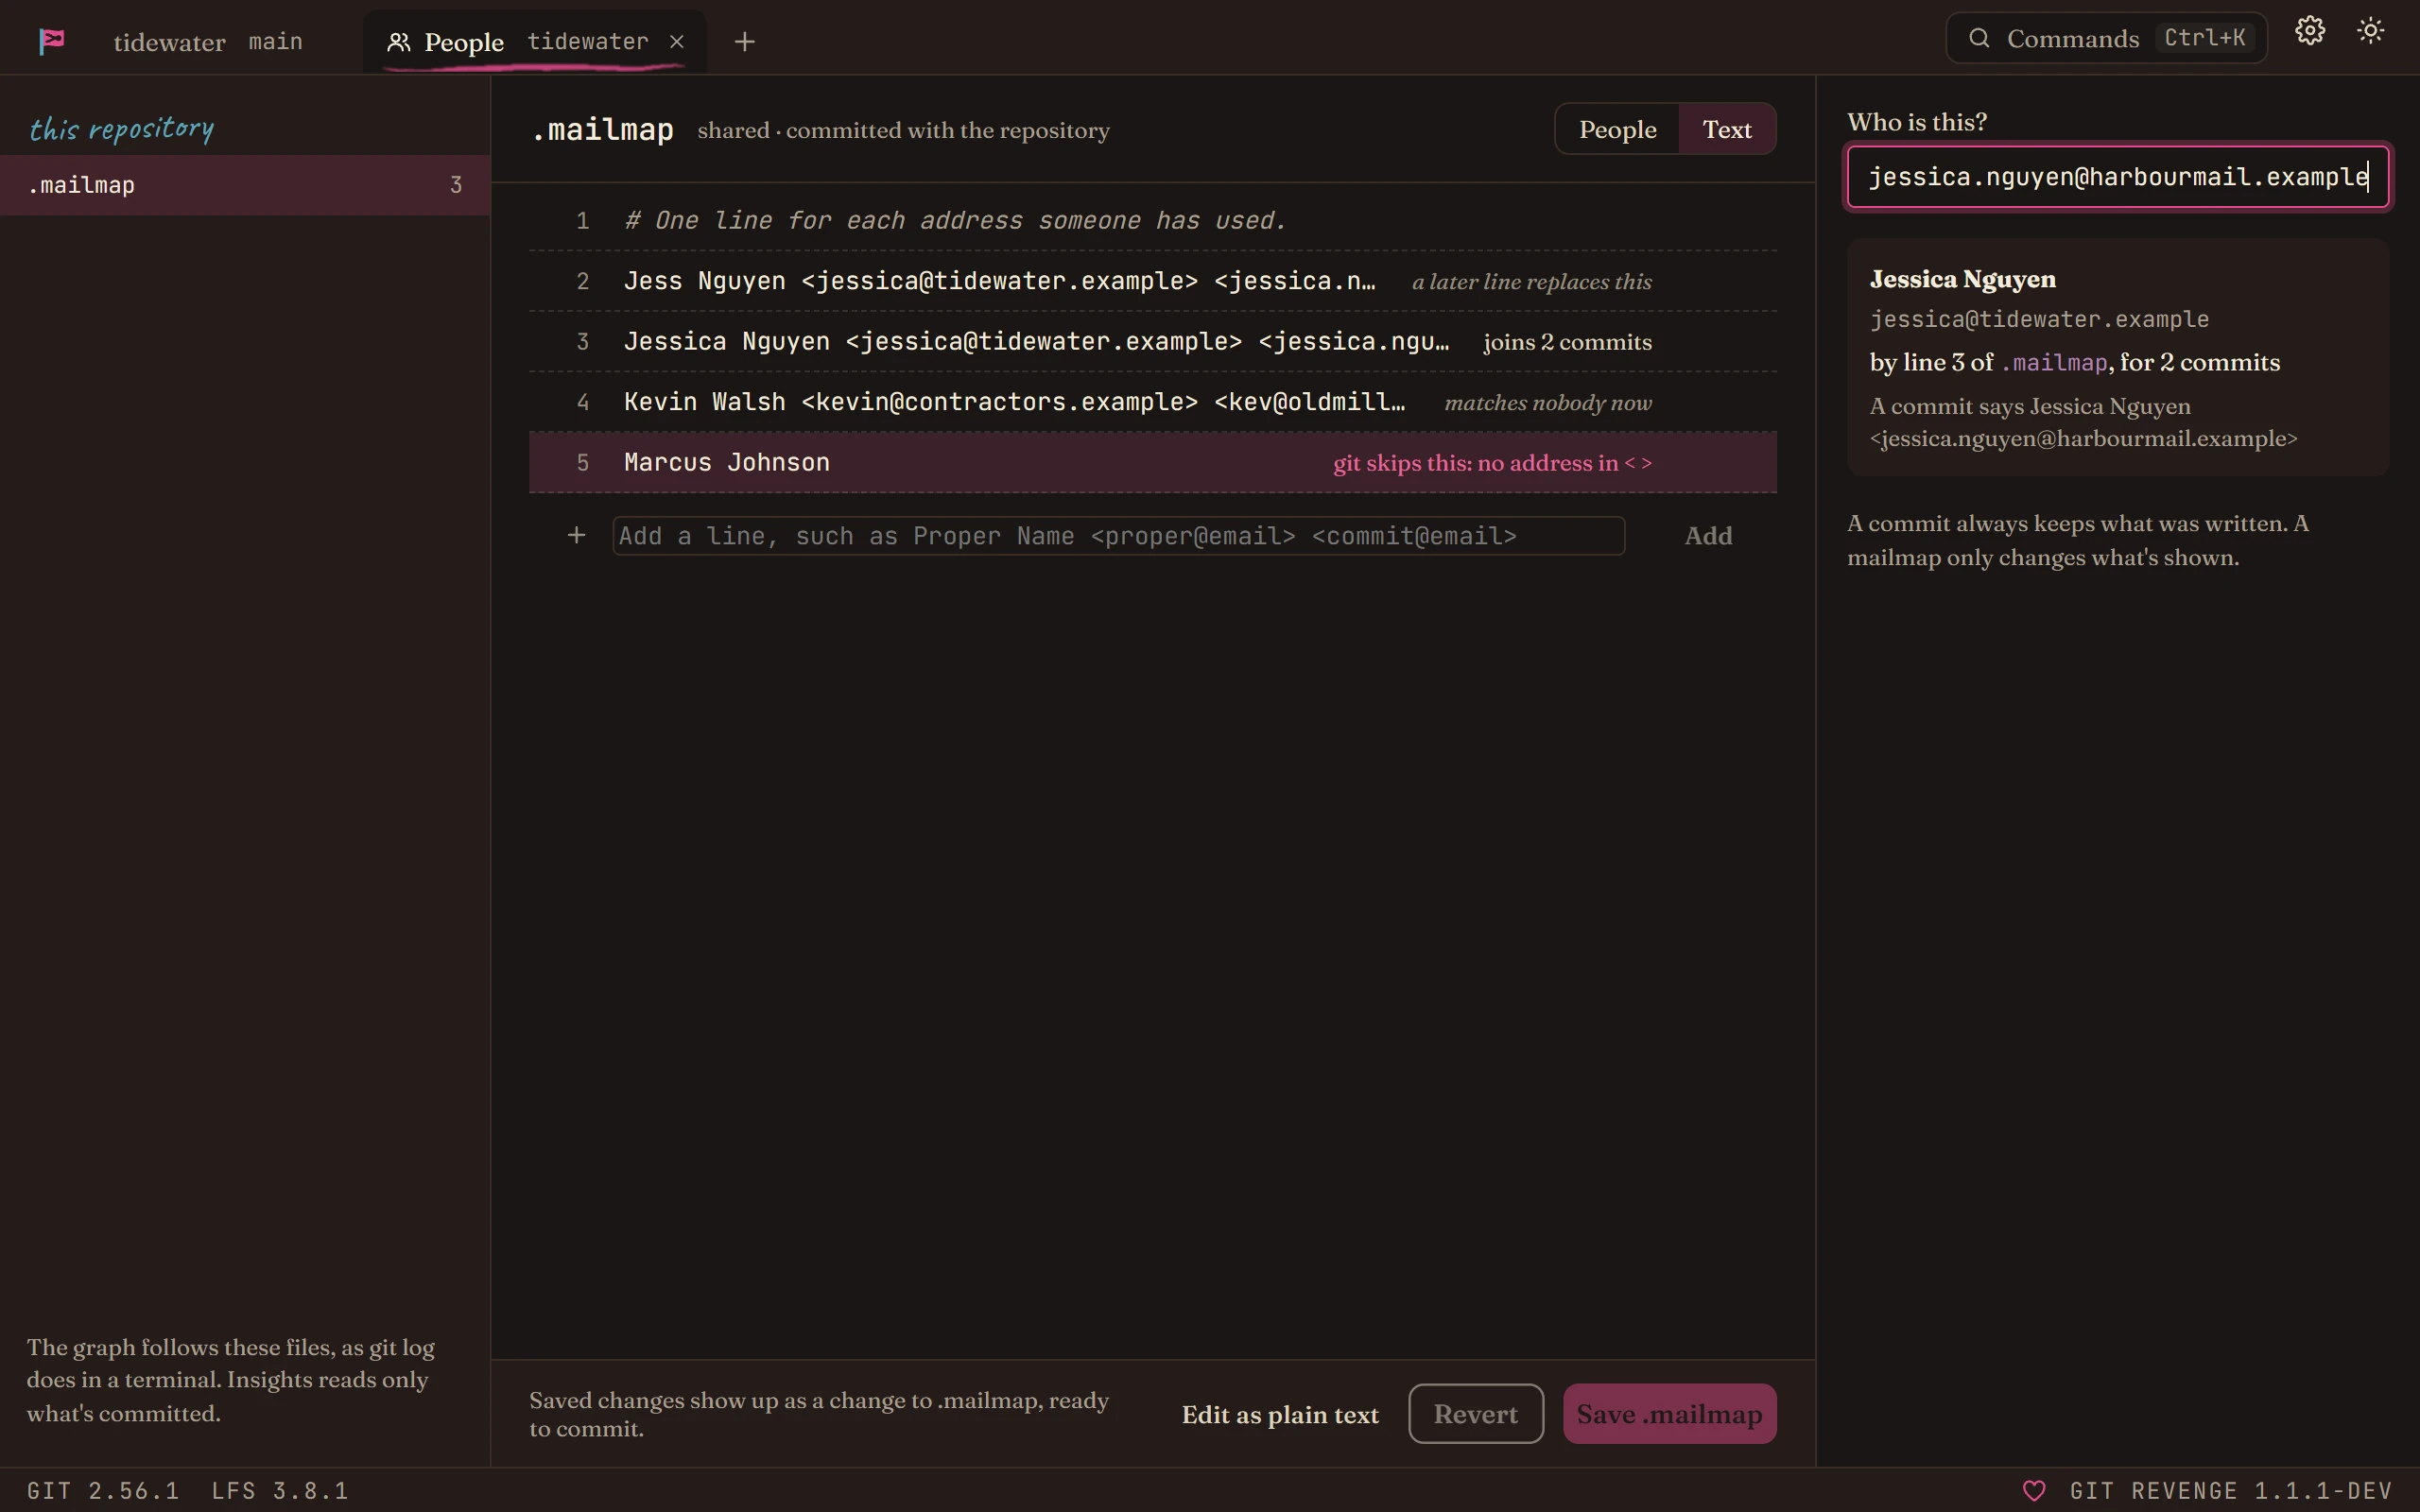 tidewater main
People tidewater
Commands Ctrl+K
this repository
.mailmap 3
.mailmap shared · committed with the repository
People Text
1 # One line for each address someone has used.
2 Jess Nguyen <jessica@tidewater.example> <jessica.n… a later line replaces this
3 Jessica Nguyen <jessica@tidewater.example> <jessica.ngu… joins 2 commits
4 Kevin Walsh <kevin@contractors.example> <kev@oldmill… matches nobody now
5 Marcus Johnson git skips this: no address in < >
Add a line, such as Proper Name <proper@email> <commit@email> Add
Who is this?
jessica.nguyen@harbourmail.example
Jessica Nguyen
jessica@tidewater.example
by line 3 of .mailmap, for 2 commits
A commit says Jessica Nguyen
<jessica.nguyen@harbourmail.example>
A commit always keeps what was written. A
mailmap only changes what's shown.
The graph follows these files, as git log
does in a terminal. Insights reads only
what's committed.
Saved changes show up as a change to .mailmap, ready
to commit.
Edit as plain text
Revert
Save .mailmap
GIT 2.56.1 LFS 3.8.1
GIT REVENGE 1.1.1-DEV